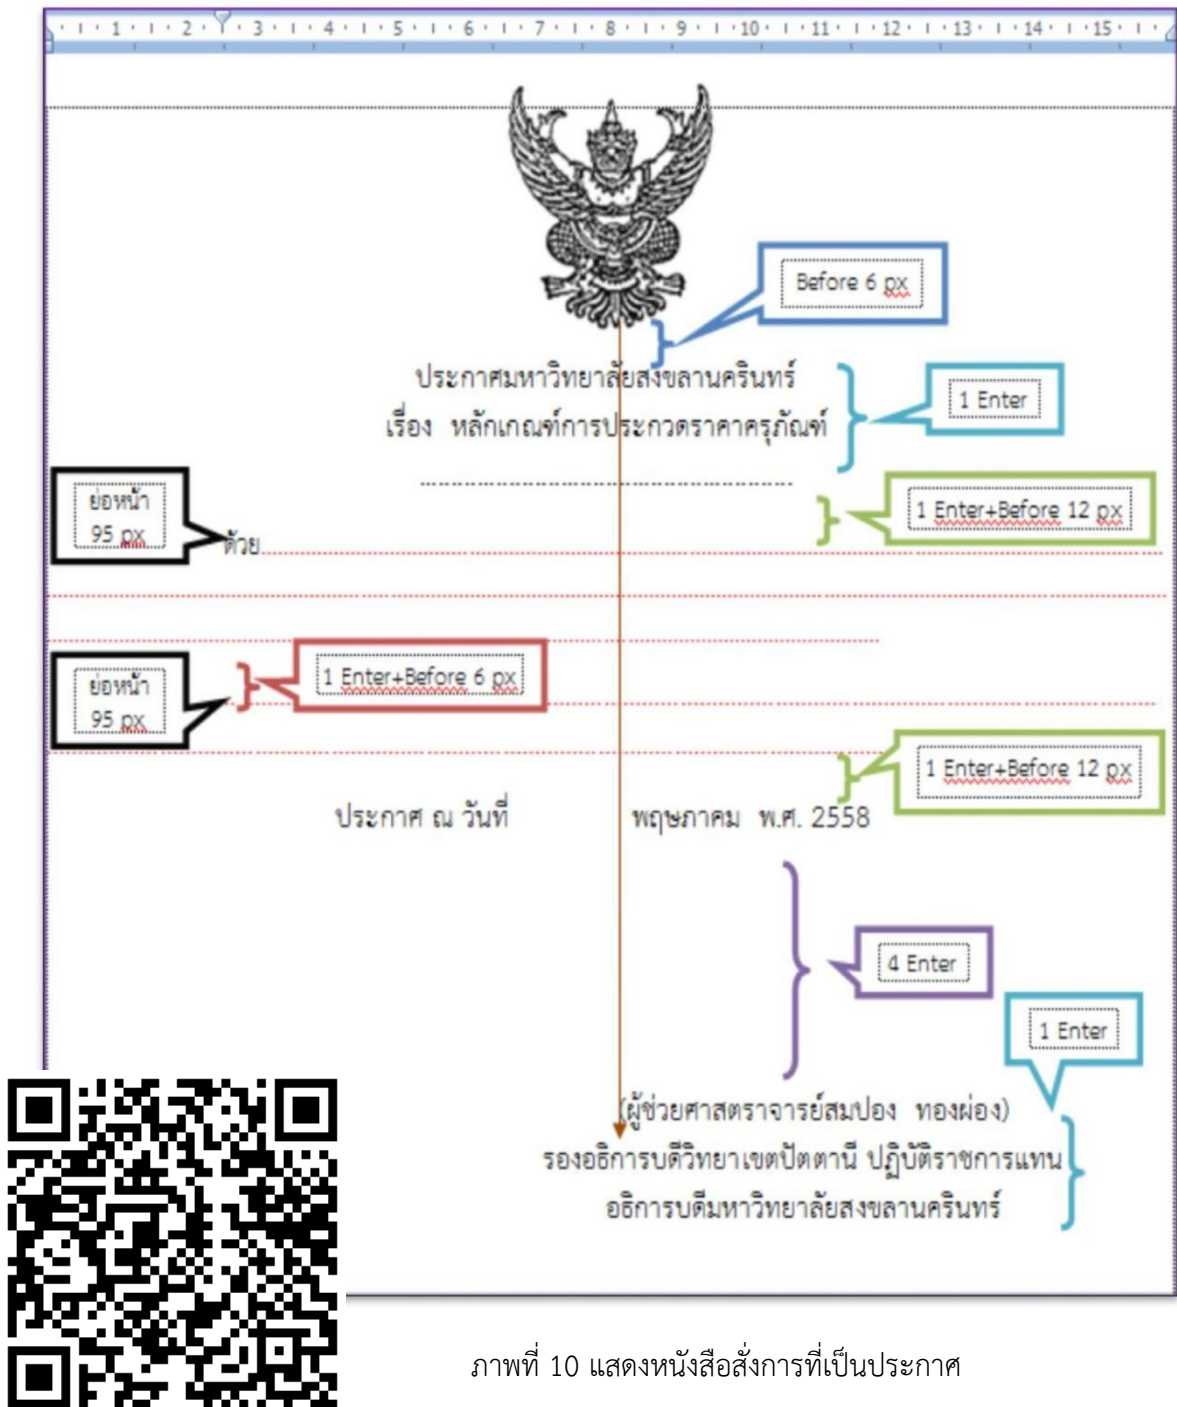 1 2 3 4 5 6 7 8 9 10 11 12 13 14 15
Before 6 px
ประกาศมหาวิทยาลัยสงขลานครินทร์
1 Enter
เรื่อง หลักเกณฑ์การประกวดราคาครุภัณฑ์
ย่อหน้า
95 px
1 Enter+Before 12 px
ด้วย
ย่อหน้า
95 px
1 Enter+Before 6 px
1 Enter+Before 12 px
ประกาศ ณ วันที่ พฤษภาคม พ.ศ. 2558
4 Enter
1 Enter
(ผู้ช่วยศาสตราจารย์สมปอง ทองผ่อง)
รองอธิการบดีวิทยาเขตปัตตานี ปฏิบัติราชการแทน
อธิการบดีมหาวิทยาลัยสงขลานครินทร์
ภาพที่ 10 แสดงหนังสือสั่งการที่เป็นประกาศ